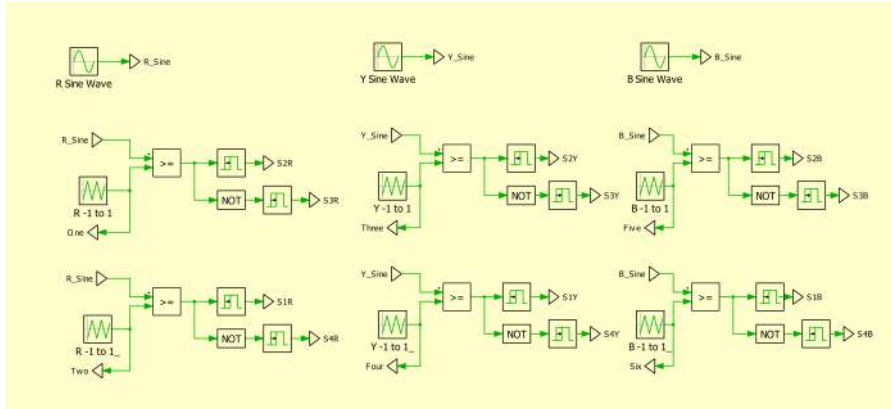 R_Sine
Y_Sine
B_Sine
R Sine Wave
Y Sine Wave
B Sine Wave
R_Sine
>=
S2R
NOT
S3R
R -1 to 1
One
Y_Sine
>=
S2Y
NOT
S3Y
Y -1 to 1
Three
B_Sine
>=
S2B
NOT
S3B
B -1 to 1
Five
R_Sine
>=
S1R
NOT
S4R
R -1 to 1_
Two
Y_Sine
>=
S1Y
NOT
S4Y
Y -1 to 1_
Four
B_Sine
>=
S1B
NOT
S4B
B -1 to 1_
Six